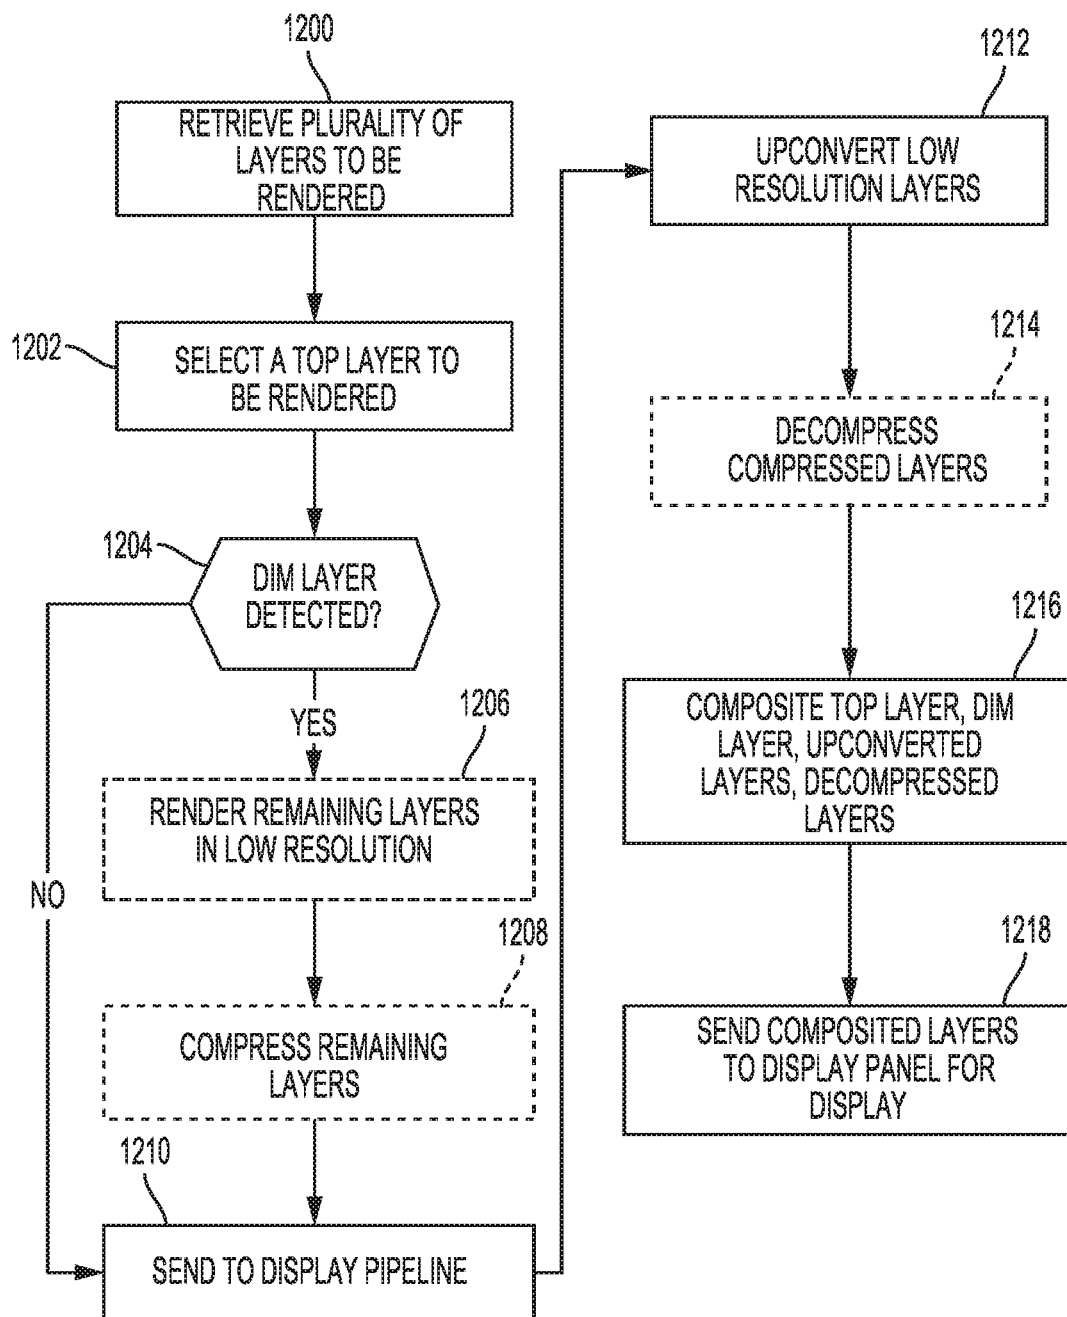 1200
RETRIEVE PLURALITY OF
LAYERS TO BE
RENDERED
1202
SELECT A TOP LAYER TO
BE RENDERED
1204
DIM LAYER
DETECTED?
YES
NO
1206
RENDER REMAINING LAYERS
IN LOW RESOLUTION
1208
COMPRESS REMAINING
LAYERS
1210
SEND TO DISPLAY PIPELINE
1212
UPCONVERT LOW
RESOLUTION LAYERS
1214
DECOMPRESS
COMPRESSED LAYERS
1216
COMPOSITE TOP LAYER, DIM
LAYER, UPCONVERTED
LAYERS, DECOMPRESSED
LAYERS
1218
SEND COMPOSITED LAYERS
TO DISPLAY PANEL FOR
DISPLAY